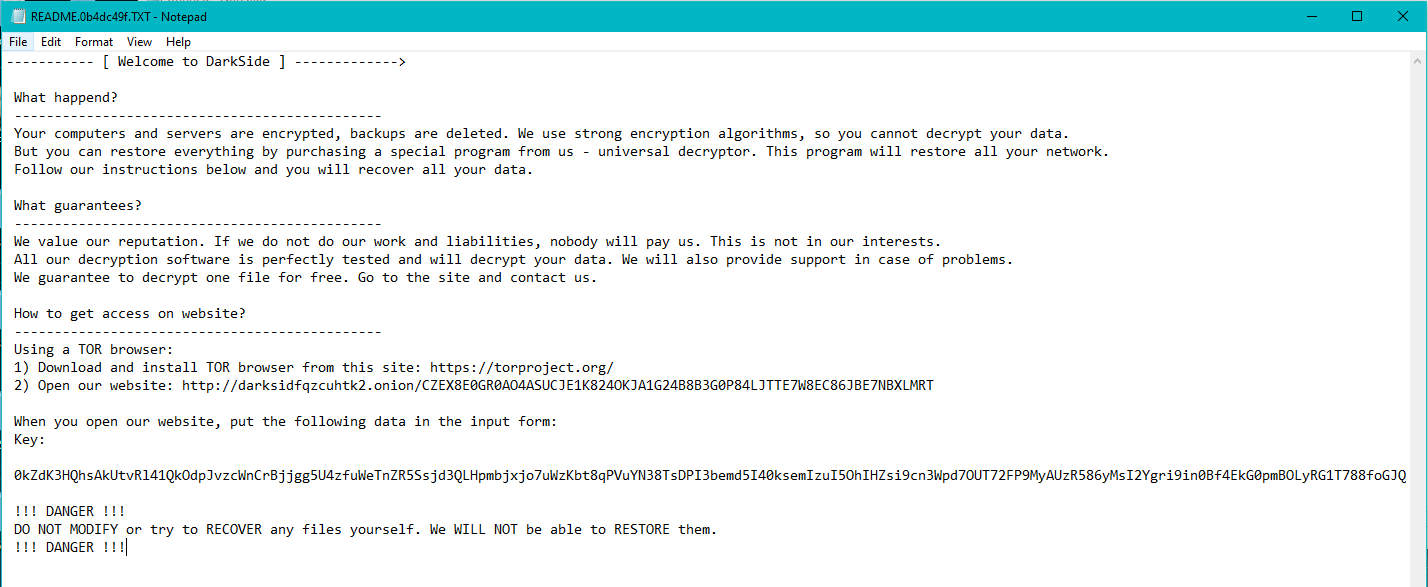 README.0b4dc49f.TXT - Notepad
File Edit Format View Help
----------- [ Welcome to DarkSide ] ------------->
What happend?
----------------------------------------------
Your computers and servers are encrypted, backups are deleted. We use strong encryption algorithms, so you cannot decrypt your data.
But you can restore everything by purchasing a special program from us - universal decryptor. This program will restore all your network.
Follow our instructions below and you will recover all your data.
What guarantees?
----------------------------------------------
We value our reputation. If we do not do our work and liabilities, nobody will pay us. This is not in our interests.
All our decryption software is perfectly tested and will decrypt your data. We will also provide support in case of problems.
We guarantee to decrypt one file for free. Go to the site and contact us.
How to get access on website?
----------------------------------------------
Using a TOR browser:
1) Download and install TOR browser from this site: https://torproject.org/
2) Open our website: http://darksidfqzcuhtk2.onion/CZEX8E0GR0AO4ASUCJE1K824OKJA1G24B8B3G0P84LJTTE7W8EC86JBE7NBXLMRT
When you open our website, put the following data in the input form:
Key:
0kZdK3HQhsAkUtvRl41QkOdpJvzcWnCrBjjgg5U4zfuWeTnZR5Ssjd3QLHpmbjxjo7uWzKbt8qPVuYN38TsDPI3bemd5I40ksemIzuI5OhIHZsi9cn3Wpd7OUT72FP9MyAUzR586yMsI2Ygri9in0Bf4EkG0pmBOLyRG1T788foGJQ
!!! DANGER !!!
DO NOT MODIFY or try to RECOVER any files yourself. We WILL NOT be able to RESTORE them.
!!! DANGER !!!